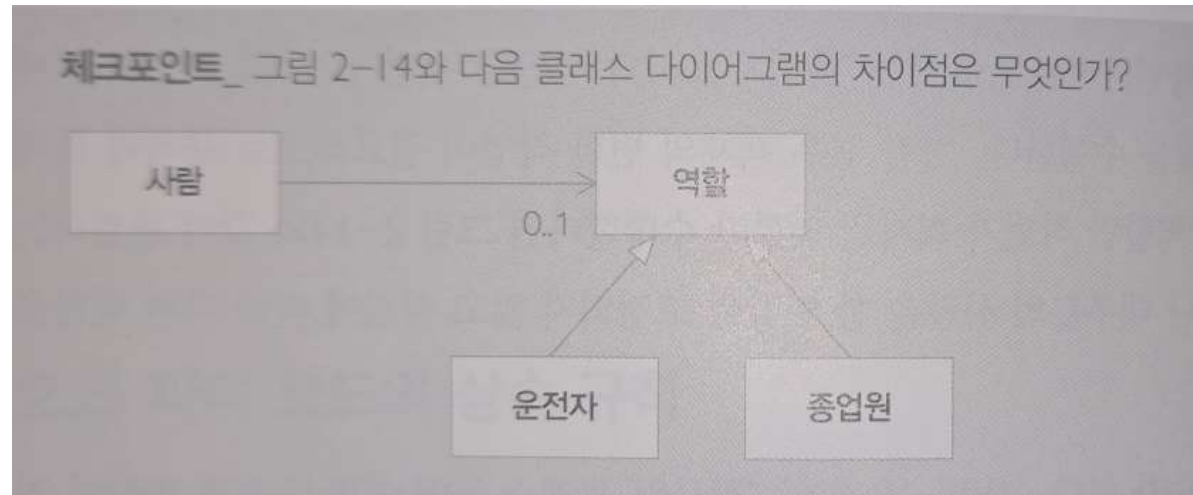 체크포인트_ 그림 2-14와 다음 클래스 다이어그램의 차이점은 무엇인가?
사람
역할
0..1
운전자
종업원